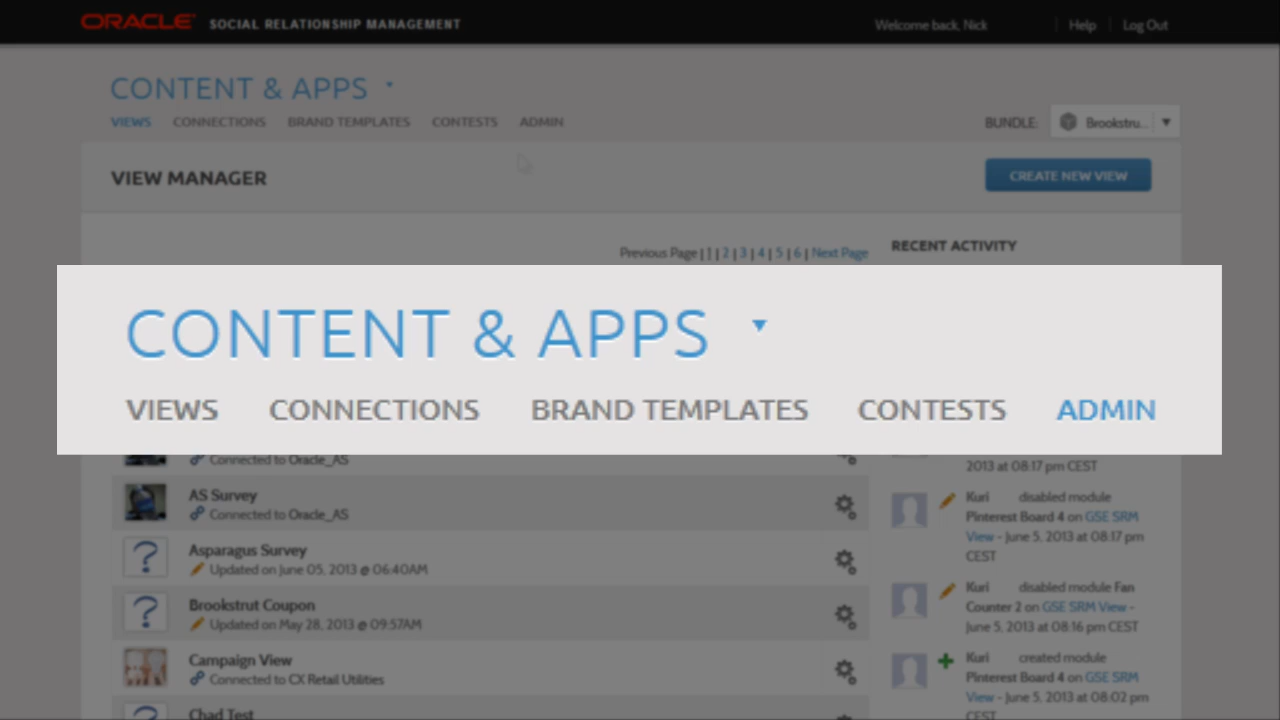 ORACLE SOCIAL RELATIONSHIP MANAGEMENT
Welcome back, Nick
Help
Log Out
CONTENT & APPS
VIEWS CONNECTIONS BRAND TEMPLATES CONTESTS ADMIN
BUNDLE: Brookstru...
VIEW MANAGER
CREATE NEW VIEW
Previous Page | 1 | 2 | 3 | 4 | 5 | 6 | Next Page
RECENT ACTIVITY
CONTENT & APPS
VIEWS CONNECTIONS BRAND TEMPLATES CONTESTS ADMIN
Connected to Oracle_AS
AS Survey
Connected to Oracle_AS
Asparagus Survey
Updated on June 05, 2013 @ 06:40AM
Brookstrut Coupon
Updated on May 28, 2013 @ 09:57AM
Campaign View
Connected to CX Retail Utilities
Chad Test
2013 at 08:17 pm CEST
Kuri disabled module
Pinterest Board 4 on GSE SRM
View - June 5, 2013 at 08:17 pm
CEST
Kuri disabled module Fan
Counter 2 on GSE SRM View -
June 5, 2013 at 08:16 pm CEST
Kuri created module
Pinterest Board 4 on GSE SRM
View - June 5, 2013 at 08:02 pm
CEST